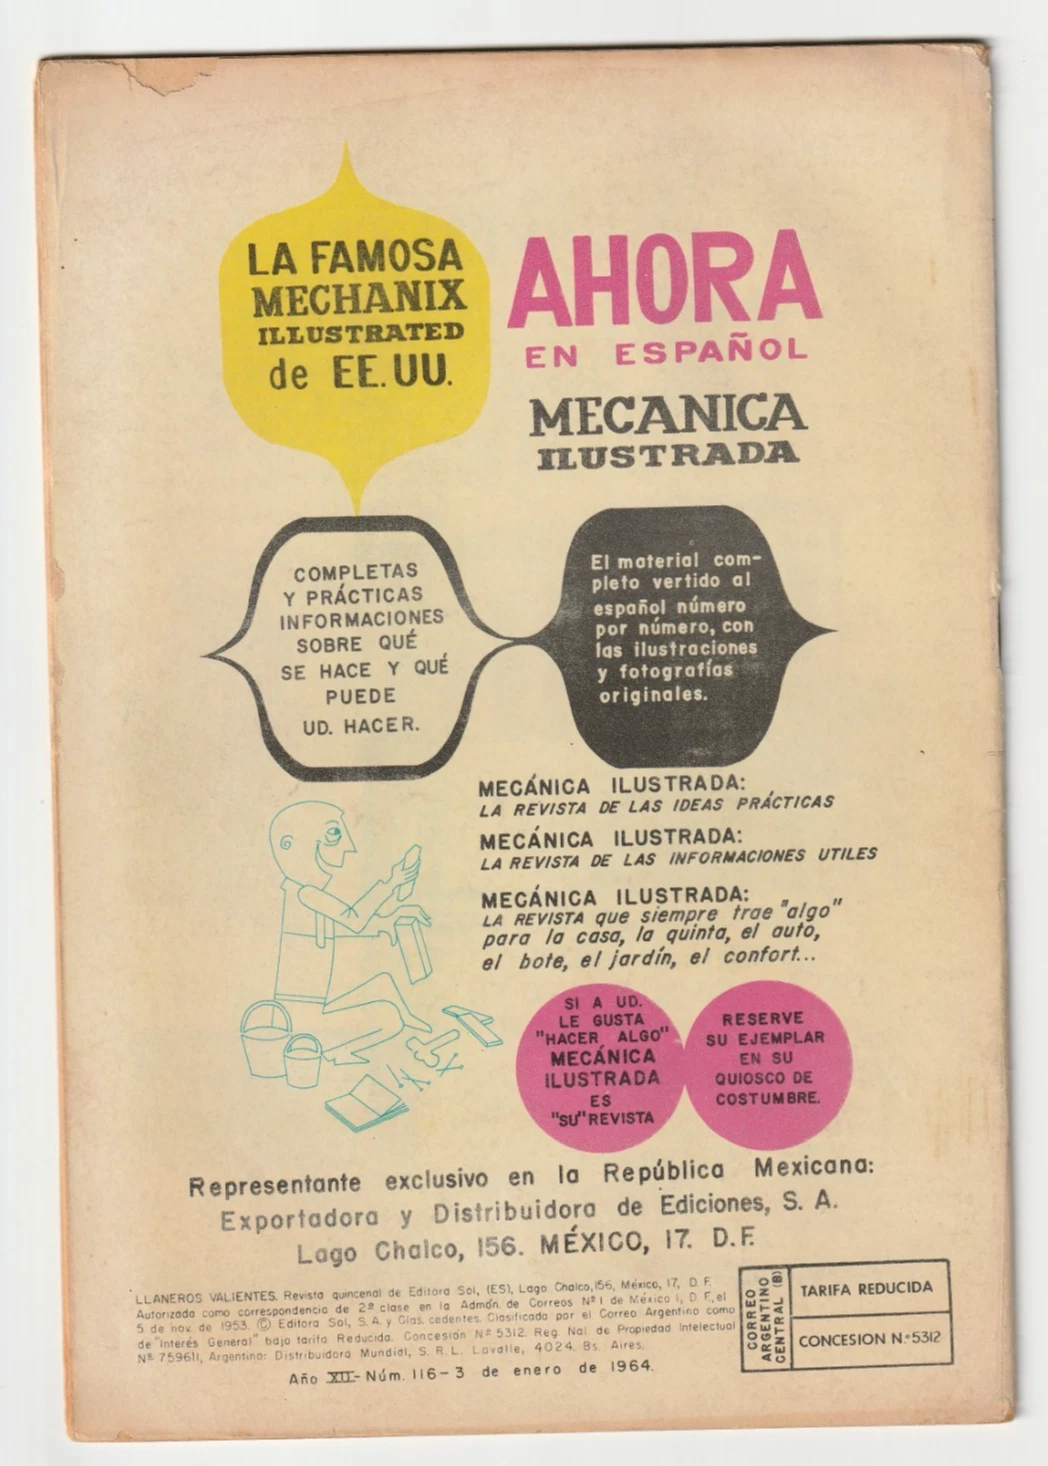 LA FAMOSA
MECHANIX
ILLUSTRATED
de EE.UU.
AHORA
EN ESPAÑOL
MECANICA
ILUSTRADA
COMPLETAS
Y PRÁCTICAS
INFORMACIONES
SOBRE QUÉ
SE HACE Y QUÉ
PUEDE
UD. HACER.
El material com-
pleto vertido al
español número
por número, con
las ilustraciones
y fotografías
originales.
MECÁNICA ILUSTRADA:
LA REVISTA DE LAS IDEAS PRÁCTICAS
MECÁNICA ILUSTRADA:
LA REVISTA DE LAS INFORMACIONES UTILES
MECÁNICA ILUSTRADA:
LA REVISTA que siempre trae "algo"
para la casa, la quinta, el auto,
el bote, el jardín, el confort...
SI A UD.
LE GUSTA
"HACER ALGO"
MECÁNICA
ILUSTRADA
ES
"SU" REVISTA
RESERVE
SU EJEMPLAR
EN SU
QUIOSCO DE
COSTUMBRE.
Representante exclusivo en la República Mexicana:
Exportadora y Distribuidora de Ediciones, S. A.
Lago Chalco, 156. MÉXICO, 17. D.F.
LLANEROS VALIENTES. Revista quincenal de Editora Sol, (ES), Lago Chalco, 156, México, 17, D. F.
Autorizada como correspondencia de 2ª clase en la Admón. de Correos Nº 1 de México 1, D. F., el
5 de nov. de 1953. © Editora Sol, S. A. y Cías. cedentes. Clasificada por el Correo Argentino como
de "Interés General" bajo tarifa Reducida. Concesión Nº 5312. Reg. Nal. de Propiedad Intelectual
Nº 759611, Argentina: Distribuidora Mundial, S. R. L. Lavalle, 4024. Bs. Aires.
Año XII - Núm. 116 - 3 de enero de 1964.
CORREO
ARGENTINO
CENTRAL (B)
TARIFA REDUCIDA
CONCESION N.º 5312